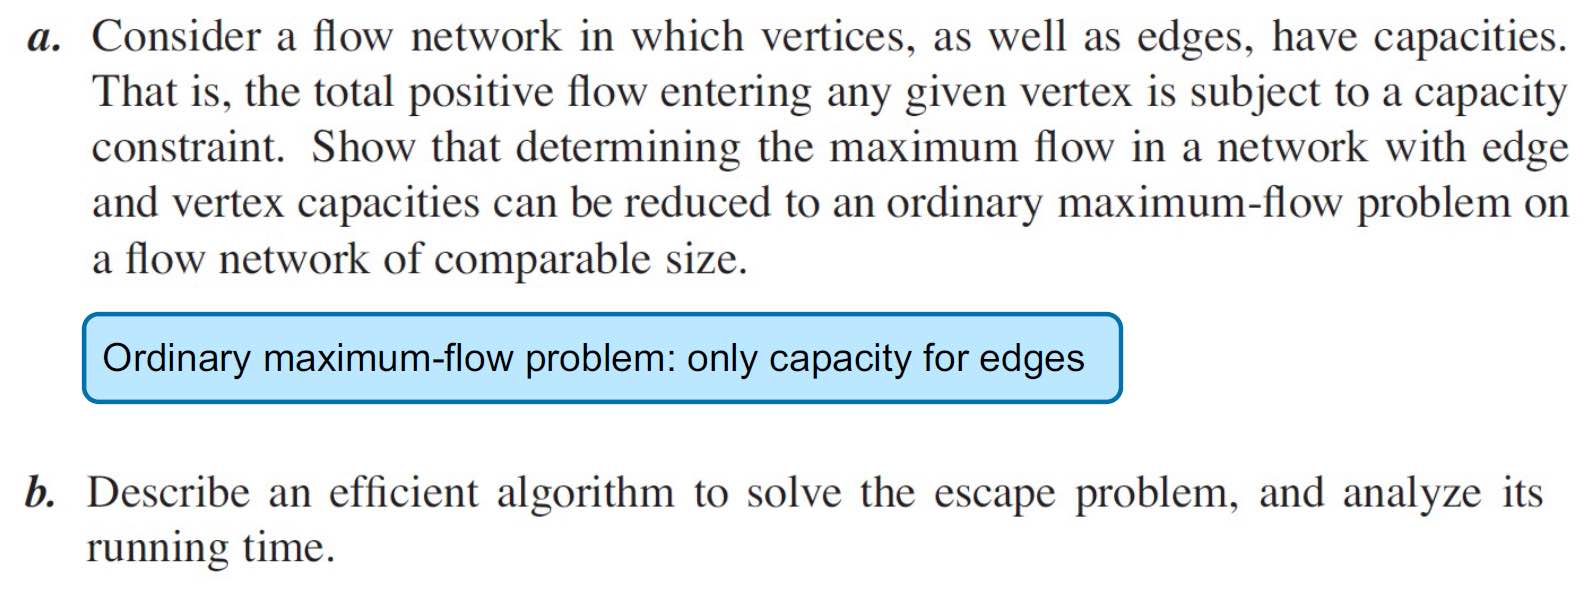 a. Consider a flow network in which vertices, as well as edges, have capacities.
That is, the total positive flow entering any given vertex is subject to a capacity
constraint. Show that determining the maximum flow in a network with edge
and vertex capacities can be reduced to an ordinary maximum-flow problem on
a flow network of comparable size.
Ordinary maximum-flow problem: only capacity for edges
b. Describe an efficient algorithm to solve the escape problem, and analyze its
running time.